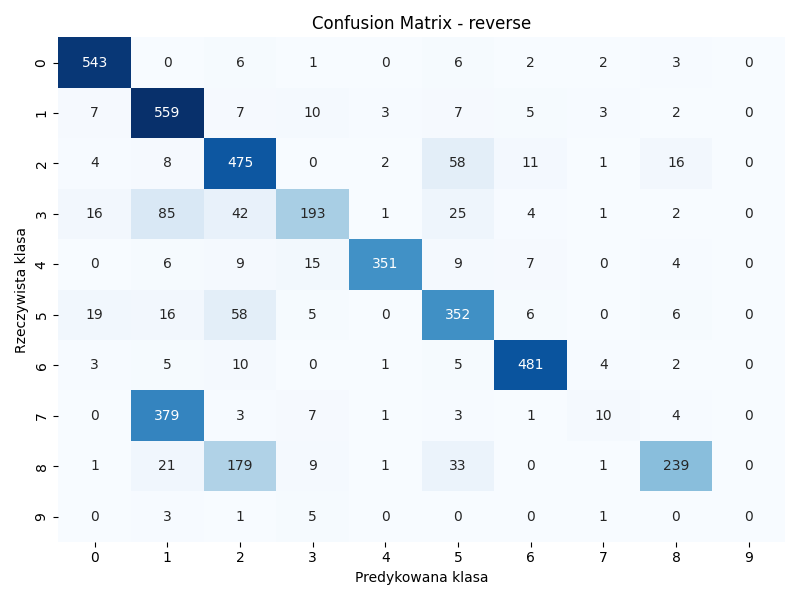 Confusion Matrix - reverse
Rzeczywista klasa
0 543 0 6 1 0 6 2 2 3 0
1 7 559 7 10 3 7 5 3 2 0
2 4 8 475 0 2 58 11 1 16 0
3 16 85 42 193 1 25 4 1 2 0
4 0 6 9 15 351 9 7 0 4 0
5 19 16 58 5 0 352 6 0 6 0
6 3 5 10 0 1 5 481 4 2 0
7 0 379 3 7 1 3 1 10 4 0
8 1 21 179 9 1 33 0 1 239 0
9 0 3 1 5 0 0 0 1 0 0
0 1 2 3 4 5 6 7 8 9
Predykowana klasa